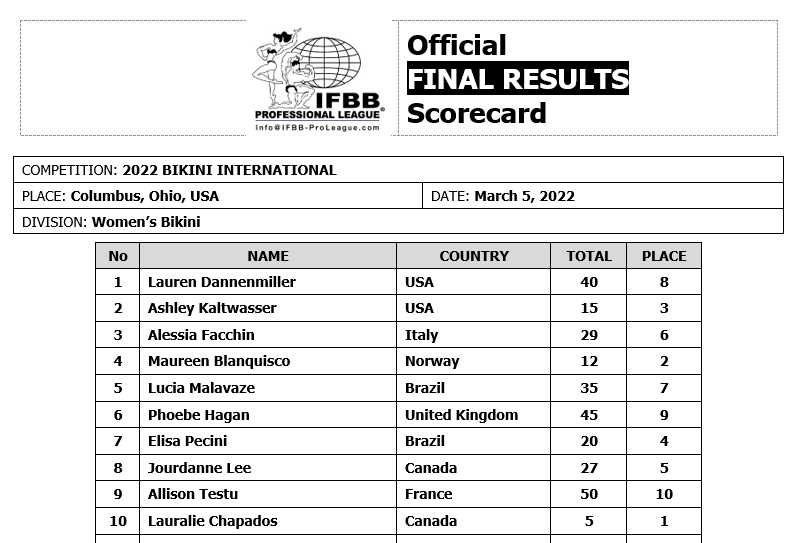 IFBB
PROFESSIONAL LEAGUE®
Info@IFBB-ProLeague.com
Official
FINAL RESULTS
Scorecard
COMPETITION: 2022 BIKINI INTERNATIONAL
PLACE: Columbus, Ohio, USA DATE: March 5, 2022
DIVISION: Women’s Bikini
No NAME COUNTRY TOTAL PLACE
1 Lauren Dannenmiller USA 40 8
2 Ashley Kaltwasser USA 15 3
3 Alessia Facchin Italy 29 6
4 Maureen Blanquisco Norway 12 2
5 Lucia Malavaze Brazil 35 7
6 Phoebe Hagan United Kingdom 45 9
7 Elisa Pecini Brazil 20 4
8 Jourdanne Lee Canada 27 5
9 Allison Testu France 50 10
10 Lauralie Chapados Canada 5 1